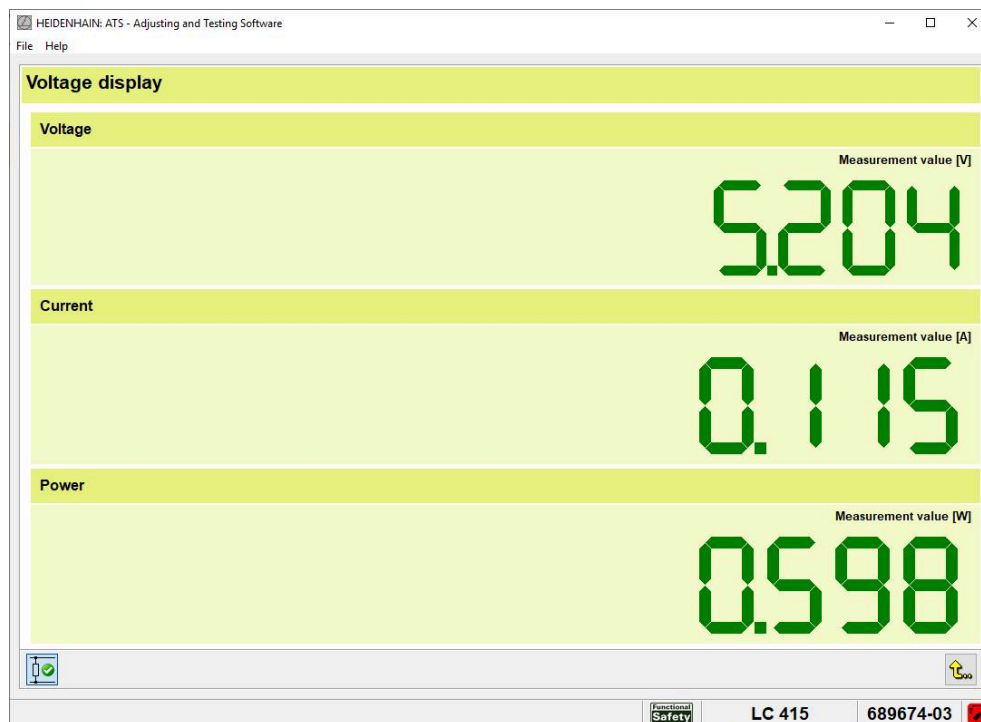 HEIDENHAIN: ATS - Adjusting and Testing Software
File Help
Voltage display
Voltage
Measurement value [V]
5.204
Current
Measurement value [A]
0.115
Power
Measurement value [W]
0.598
Functional Safety
LC 415
689674-03